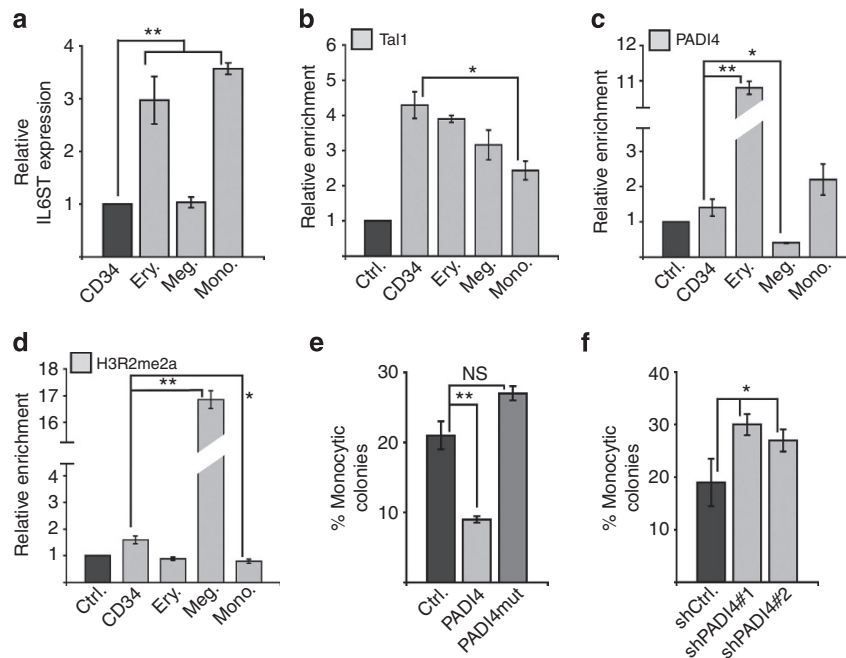 a
**
4
3
2
1
Relative
IL6ST expression
CD34
Ery.
Meg.
Mono.
b
Tal1
6
5
4
3
2
1
*
Relative enrichment
Ctrl.
CD34
Ery.
Meg.
Mono.
c
PADI4
12
11
3
2
1
*
**
Relative enrichment
Ctrl.
CD34
Ery.
Meg.
Mono.
d
H3R2me2a
18
17
16
4
3
2
1
**
*
Relative enrichment
Ctrl.
CD34
Ery.
Meg.
Mono.
e
30
20
10
NS
**
% Monocytic
colonies
Ctrl.
PADI4
PADI4mut
f
40
30
20
10
*
% Monocytic
colonies
shCtrl.
shPADI4#1
shPADI4#2